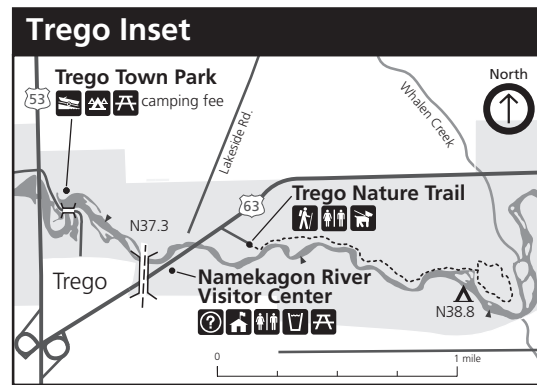 Trego Inset
Trego Town Park
camping fee
53
Lakeside Rd.
Whalen Creek
North
63
Trego Nature Trail
N37.3
Trego
Namekagon River
Visitor Center
?
N38.8
0
1 mile